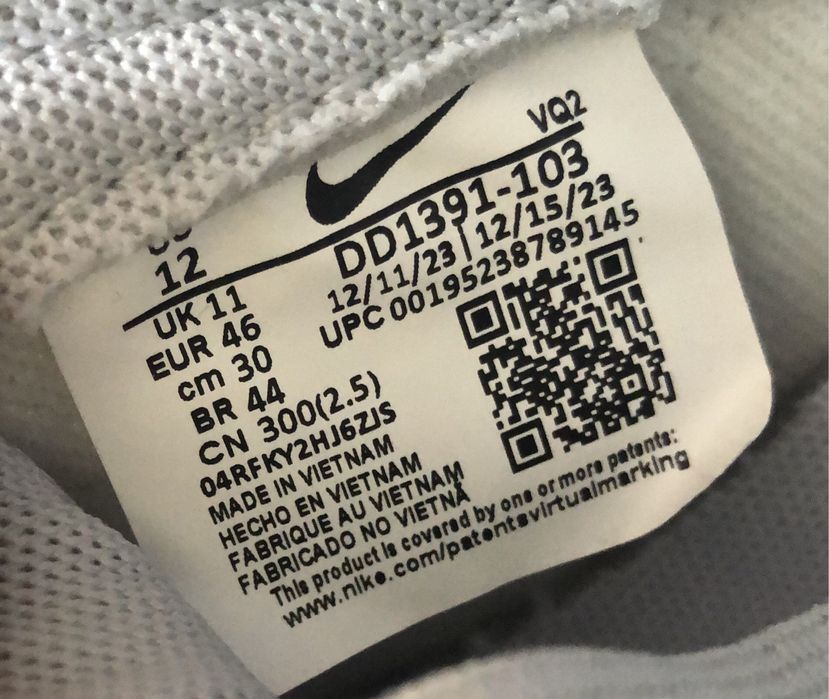 VQ2
12
UK 11
EUR 46
cm 30
BR 44
CN 300(2.5)
DD1391-103
12/11/23 | 12/15/23
UPC 00195238789145
04RFKY2HJ6ZJS
MADE IN VIETNAM
HECHO EN VIETNAM
FABRIQUE AU VIETNAM
FABRICADO NO VIETNÃ
This product is covered by one or more patents:
www.nike.com/patentsvirtualmarking